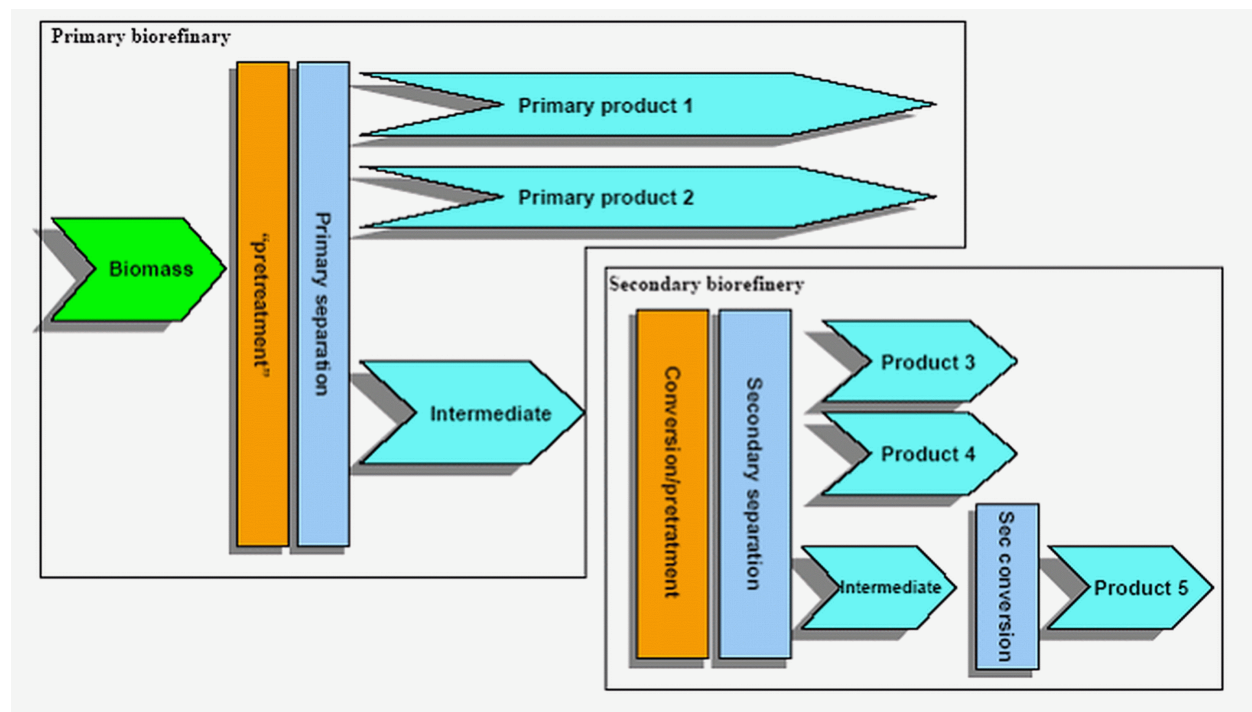 Primary biorefinary
Primary product 1
Primary product 2
Biomass
“pretreatment”
Primary separation
Intermediate
Secondary biorefinery
Conversion/pretratment
Secondary separation
Product 3
Product 4
Intermediate
Sec conversion
Product 5